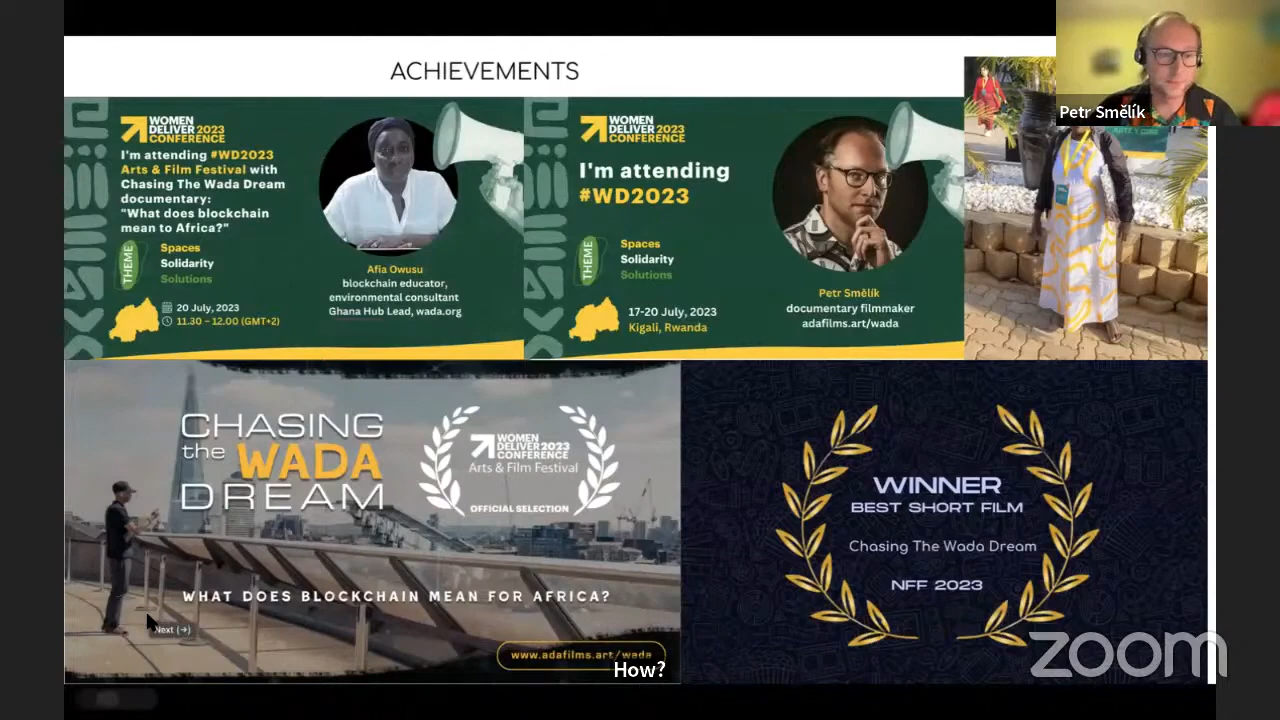 ACHIEVEMENTS
Petr Smělík
WOMEN
DELIVER 2023
CONFERENCE
I'm attending #WD2023
Arts & Film Festival with
Chasing The Wada Dream
documentary:
"What does blockchain
mean to Africa?"
THEME
Spaces
Solidarity
Solutions
20 July, 2023
11.30 – 12.00 (GMT+2)
Afia Owusu
blockchain educator,
environmental consultant
Ghana Hub Lead, wada.org
WOMEN
DELIVER 2023
CONFERENCE
I'm attending
#WD2023
THEME
Spaces
Solidarity
Solutions
17-20 July, 2023
Kigali, Rwanda
Petr Smělík
documentary filmmaker
adafilms.art/wada
CHASING
the WADA
DREAM
WOMEN
DELIVER 2023
CONFERENCE
Arts & Film Festival
OFFICIAL SELECTION
WHAT DOES BLOCKCHAIN MEAN FOR AFRICA?
Next (→)
www.adafilms.art/wada
How?
WINNER
BEST SHORT FILM
Chasing The Wada Dream
NFF 2023
zoom